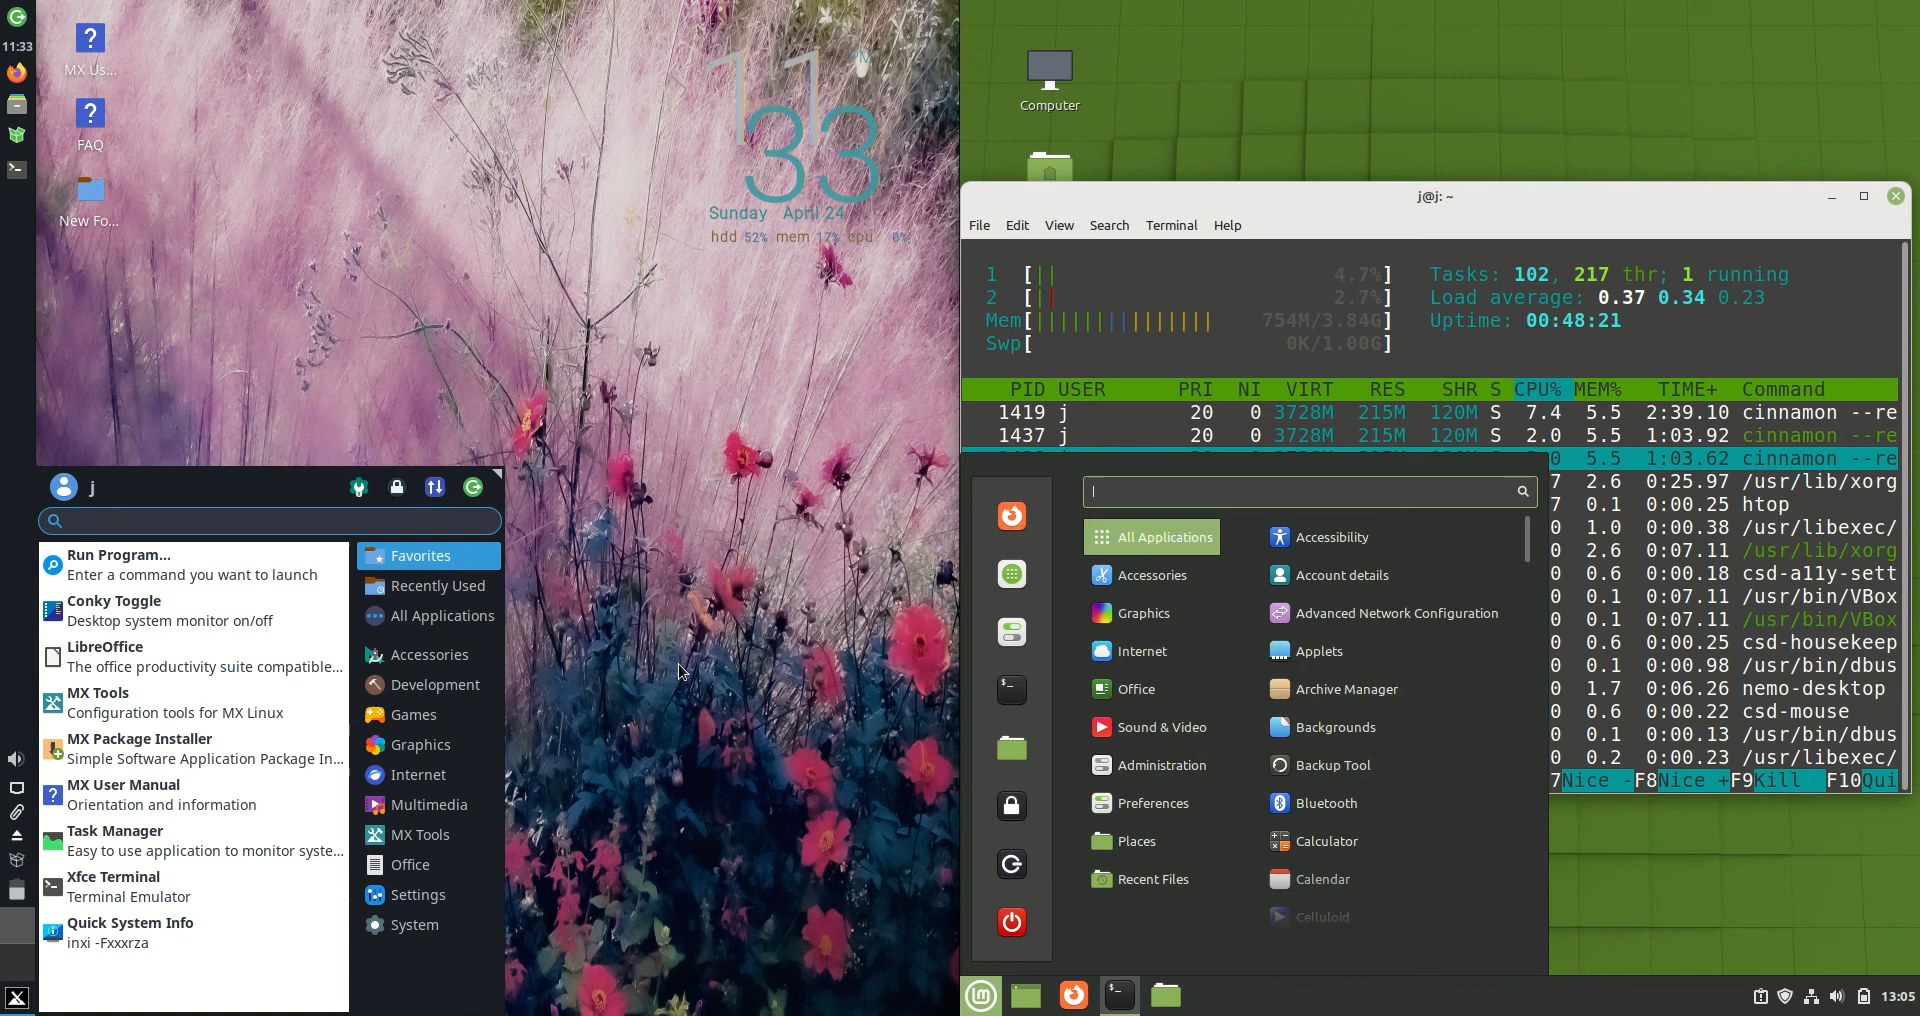 11:33
MX Us...
FAQ
New Fo...
11
PM
33
Sunday April 24
hdd 52% mem 17% cpu 0%
j
Run Program...
Enter a command you want to launch
Conky Toggle
Desktop system monitor on/off
LibreOffice
The office productivity suite compatible...
MX Tools
Configuration tools for MX Linux
MX Package Installer
Simple Software Application Package In...
MX User Manual
Orientation and information
Task Manager
Easy to use application to monitor syste...
Xfce Terminal
Terminal Emulator
Quick System Info
inxi -Fxxxrza
Favorites
Recently Used
All Applications
Accessories
Development
Games
Graphics
Internet
Multimedia
MX Tools
Office
Settings
System
Computer
j@j: ~
File Edit View Search Terminal Help
1 [|| 4.7%] Tasks: 102, 217 thr; 1 running
2 [|| 2.7%] Load average: 0.37 0.34 0.23
Mem[||||||||||||||| 754M/3.84G] Uptime: 00:48:21
Swp[ 0K/1.00G]
PID USER PRI NI VIRT RES SHR S CPU% MEM% TIME+ Command
1419 j 20 0 3728M 215M 120M S 7.4 5.5 2:39.10 cinnamon --re
1437 j 20 0 3728M 215M 120M S 2.0 5.5 1:03.92 cinnamon --re
0 5.5 1:03.62 cinnamon --re
7 2.6 0:25.97 /usr/lib/xorg
7 0.1 0:00.25 htop
0 1.0 0:00.38 /usr/libexec/
0 2.6 0:07.11 /usr/lib/xorg
0 0.6 0:00.18 csd-a11y-sett
0 0.1 0:07.11 /usr/bin/VBox
0 0.1 0:07.11 /usr/bin/VBox
0 0.6 0:00.25 csd-housekeep
0 0.1 0:00.98 /usr/bin/dbus
0 1.7 0:06.26 nemo-desktop
0 0.6 0:00.22 csd-mouse
0 0.1 0:00.13 /usr/bin/dbus
0 0.2 0:00.23 /usr/libexec/
7Nice -F8Nice +F9Kill F10Qui
All Applications
Accessories
Graphics
Internet
Office
Sound & Video
Administration
Preferences
Places
Recent Files
Accessibility
Account details
Advanced Network Configuration
Applets
Archive Manager
Backgrounds
Backup Tool
Bluetooth
Calculator
Calendar
Celluloid
13:05